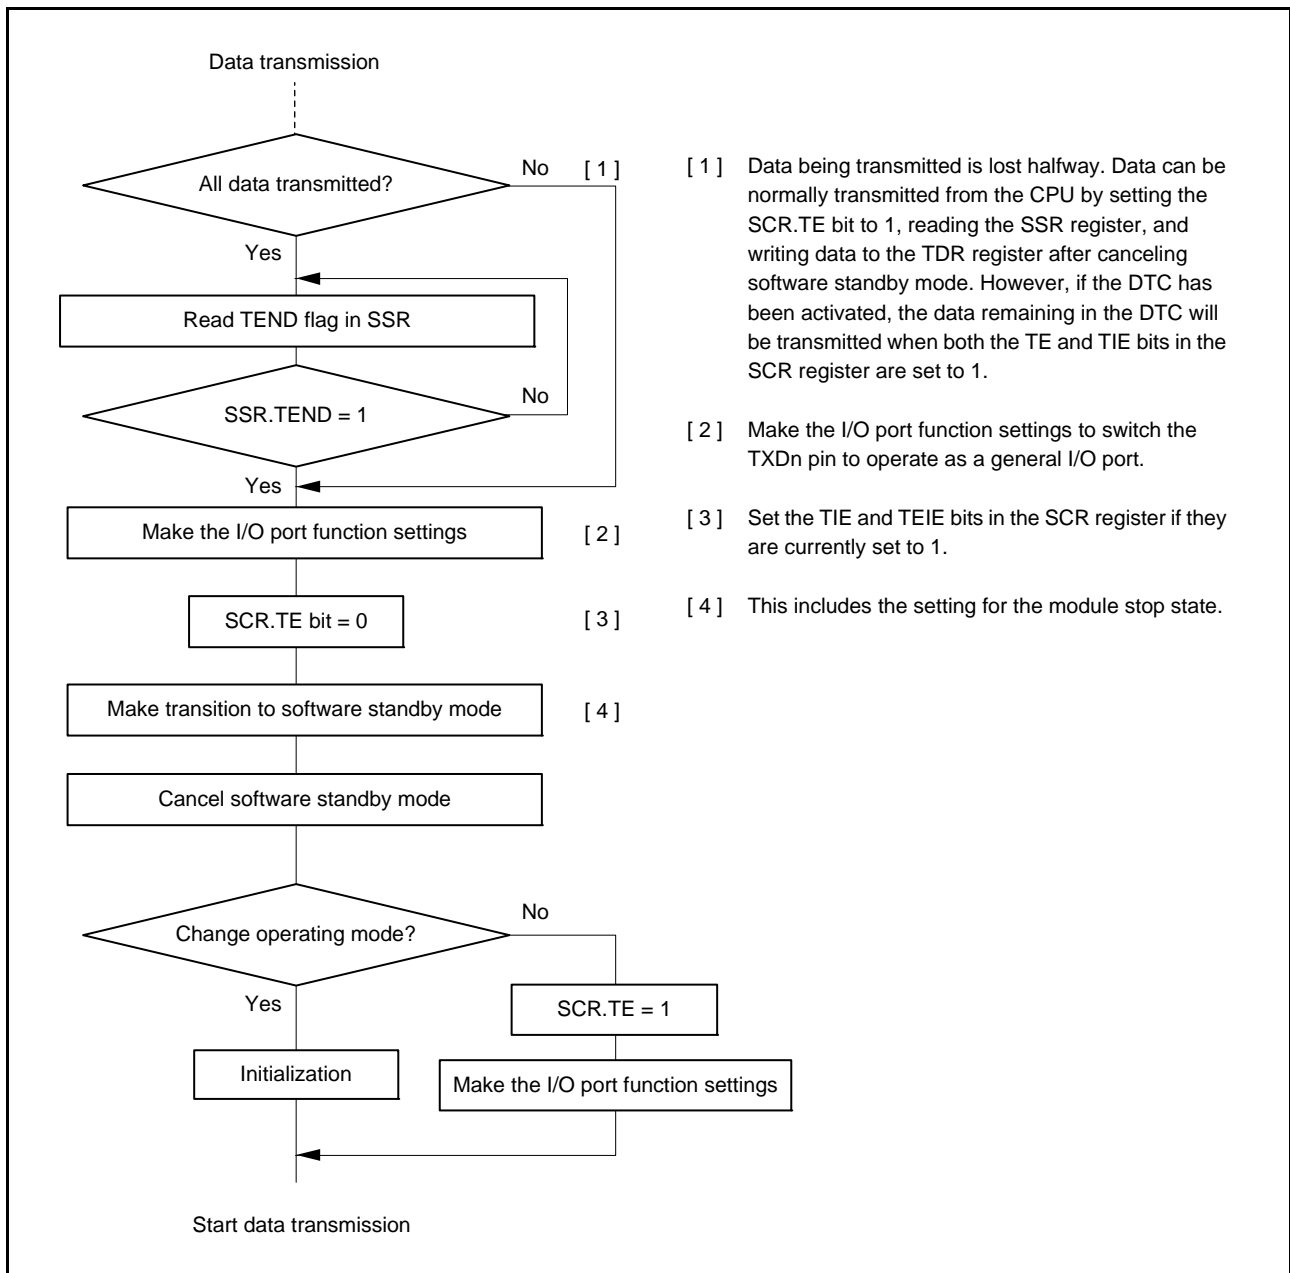 Data transmission
All data transmitted?
No
[ 1 ]
Yes
Read TEND flag in SSR
SSR.TEND = 1
No
Yes
Make the I/O port function settings
[ 2 ]
SCR.TE bit = 0
[ 3 ]
Make transition to software standby mode
[ 4 ]
Cancel software standby mode
Change operating mode?
No
Yes
SCR.TE = 1
Initialization
Make the I/O port function settings
Start data transmission
[ 1 ] Data being transmitted is lost halfway. Data can be
normally transmitted from the CPU by setting the
SCR.TE bit to 1, reading the SSR register, and
writing data to the TDR register after canceling
software standby mode. However, if the DTC has
been activated, the data remaining in the DTC will
be transmitted when both the TE and TIE bits in the
SCR register are set to 1.
[ 2 ] Make the I/O port function settings to switch the
TXDn pin to operate as a general I/O port.
[ 3 ] Set the TIE and TEIE bits in the SCR register if they
are currently set to 1.
[ 4 ] This includes the setting for the module stop state.